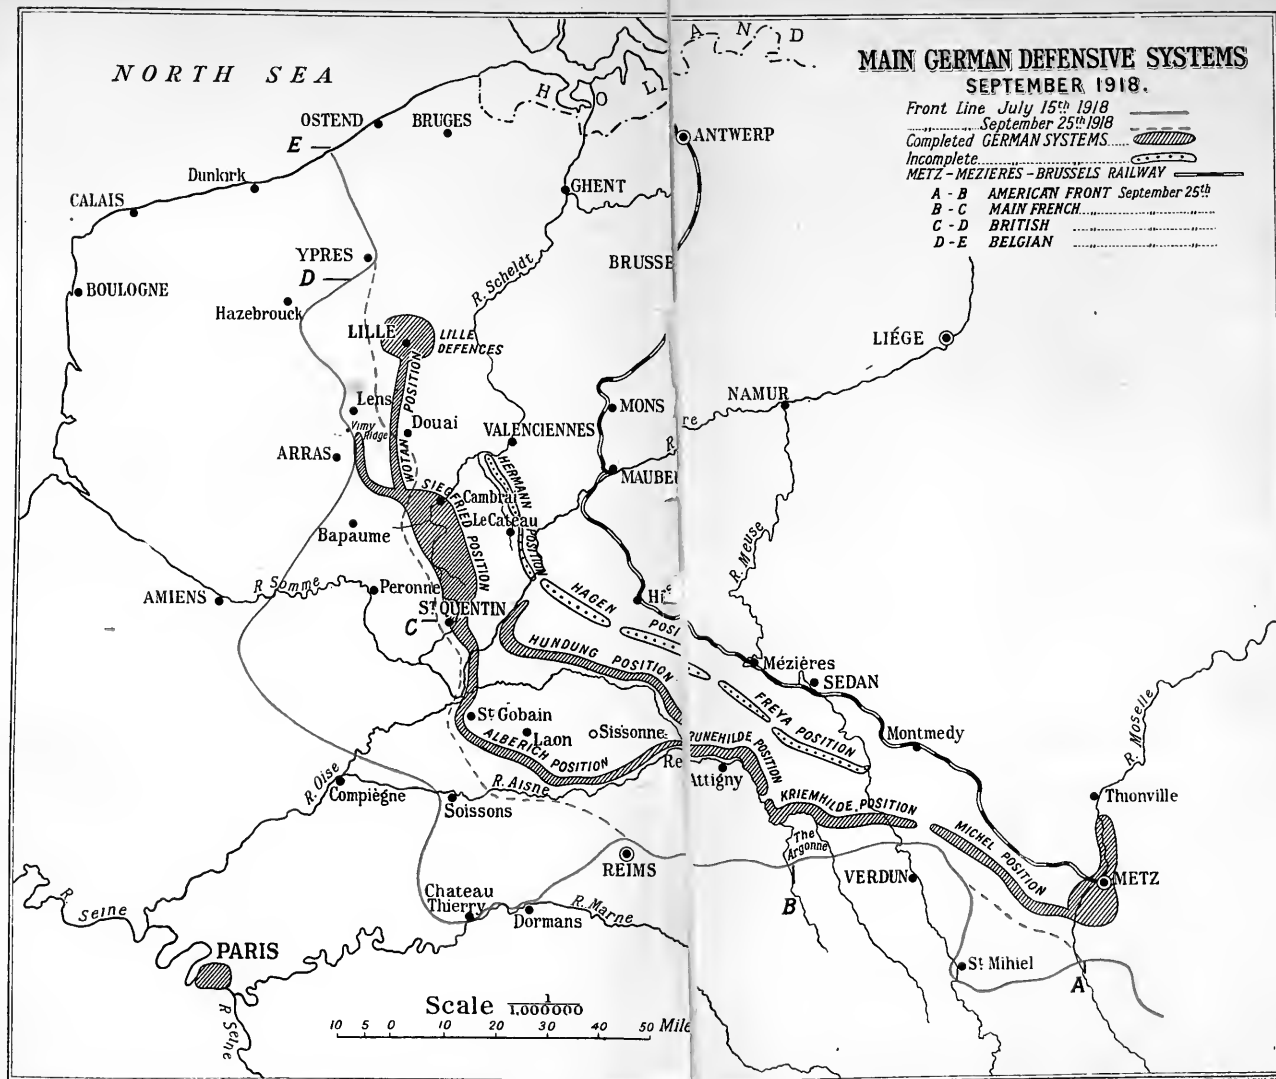 MAIN GERMAN DEFENSIVE SYSTEMS
SEPTEMBER 1918.
Front Line July 15th 1918
September 25th 1918
Completed GERMAN SYSTEMS
Incomplete
METZ-MEZIERES-BRUSSELS RAILWAY
A - B AMERICAN FRONT September 25th
B - C MAIN FRENCH
C - D BRITISH
D - E BELGIAN
NORTH SEA
H O L
A N D
OSTEND
BRUGES
E
ANTWERP
Dunkirk
GHENT
CALAIS
YPRES
BRUSSE
D
R. Scheldt
BOULOGNE
Hazebrouck
LILLE
LILLE
DEFENCES
LIÉGE
WOTAN POSITION
NAMUR
Lens
MONS
Vimy
Ridge
Douai
VALENCIENNES
R
re
ARRAS
MAUBEU
HERMANN POSITION
SIEGFRIED POSITION
Cambrai
Le Cateau
Bapaume
R. Meuse
AMIENS
R. Somme
Peronne
HAGEN
POSI
Hi
ST QUENTIN
C
HUNDUNG POSITION
Mézières
SEDAN
FREYA POSITION
St Gobain
Laon
Sissonne
ALBERICH POSITION
RUNEHILDE POSITION
Montmedy
R. Moselle
Re
Attigny
R. Oise
Compiègne
R. Aisne
Soissons
KRIEMHILDE POSITION
Thionville
MICHEL POSITION
The
Argonne
REIMS
VERDUN
METZ
Chateau
Thierry
Dormans
R. Marne
B
R. Seine
PARIS
St Mihiel
A
R Seine
Scale 1/1,000000
10 5 0 10 20 30 40 50 Mile